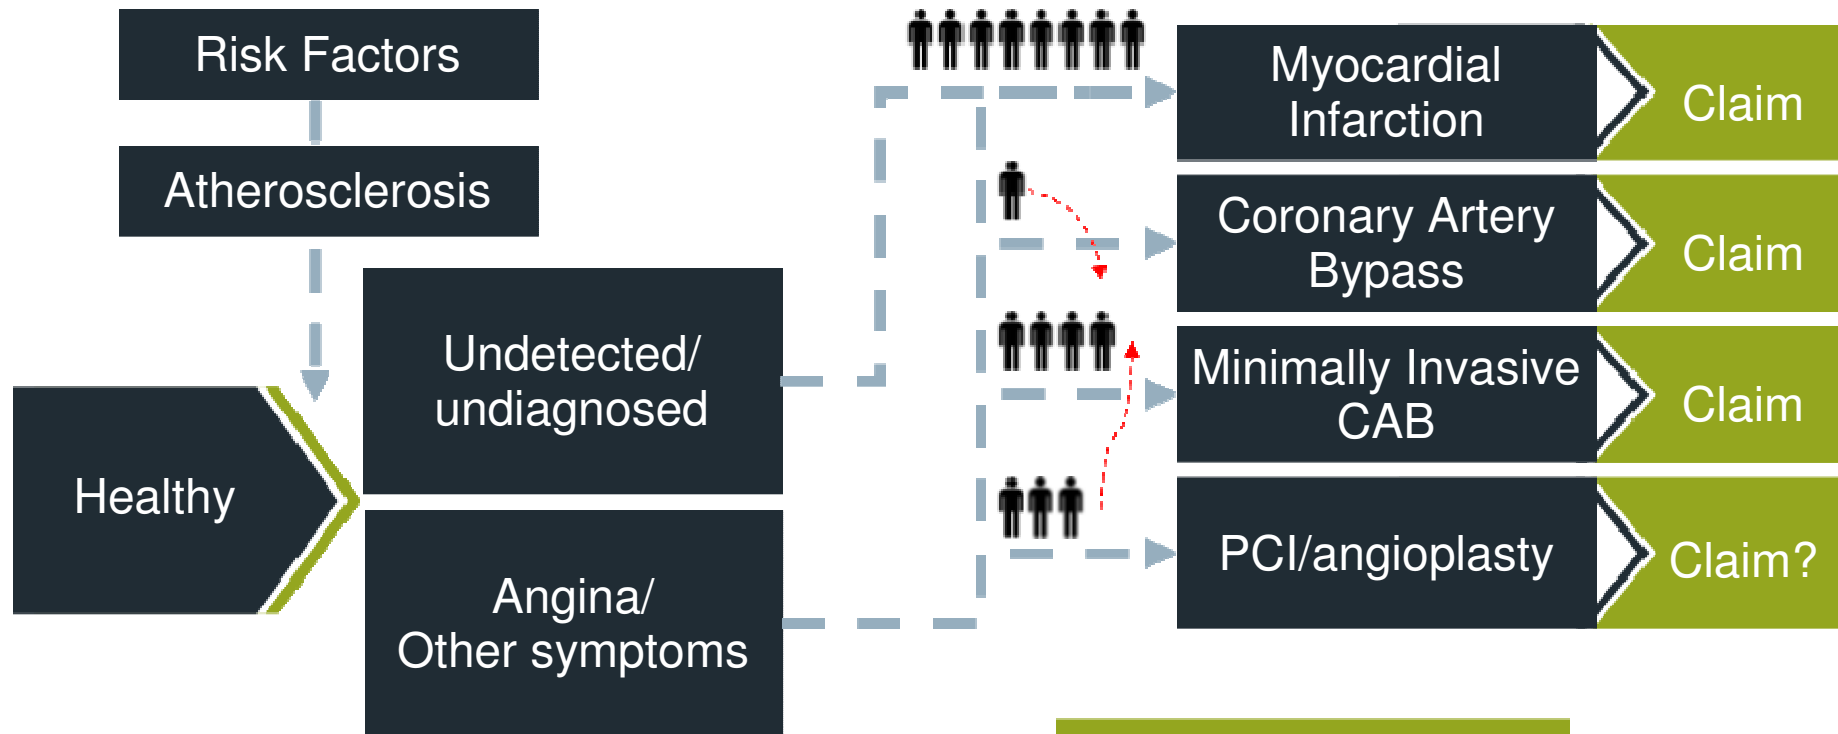 Risk Factors
Atherosclerosis
Healthy
Undetected/
undiagnosed
Angina/
Other symptoms
Myocardial
Infarction
Claim
Coronary Artery
Bypass
Claim
Minimally Invasive
CAB
Claim
PCI/angioplasty
Claim?